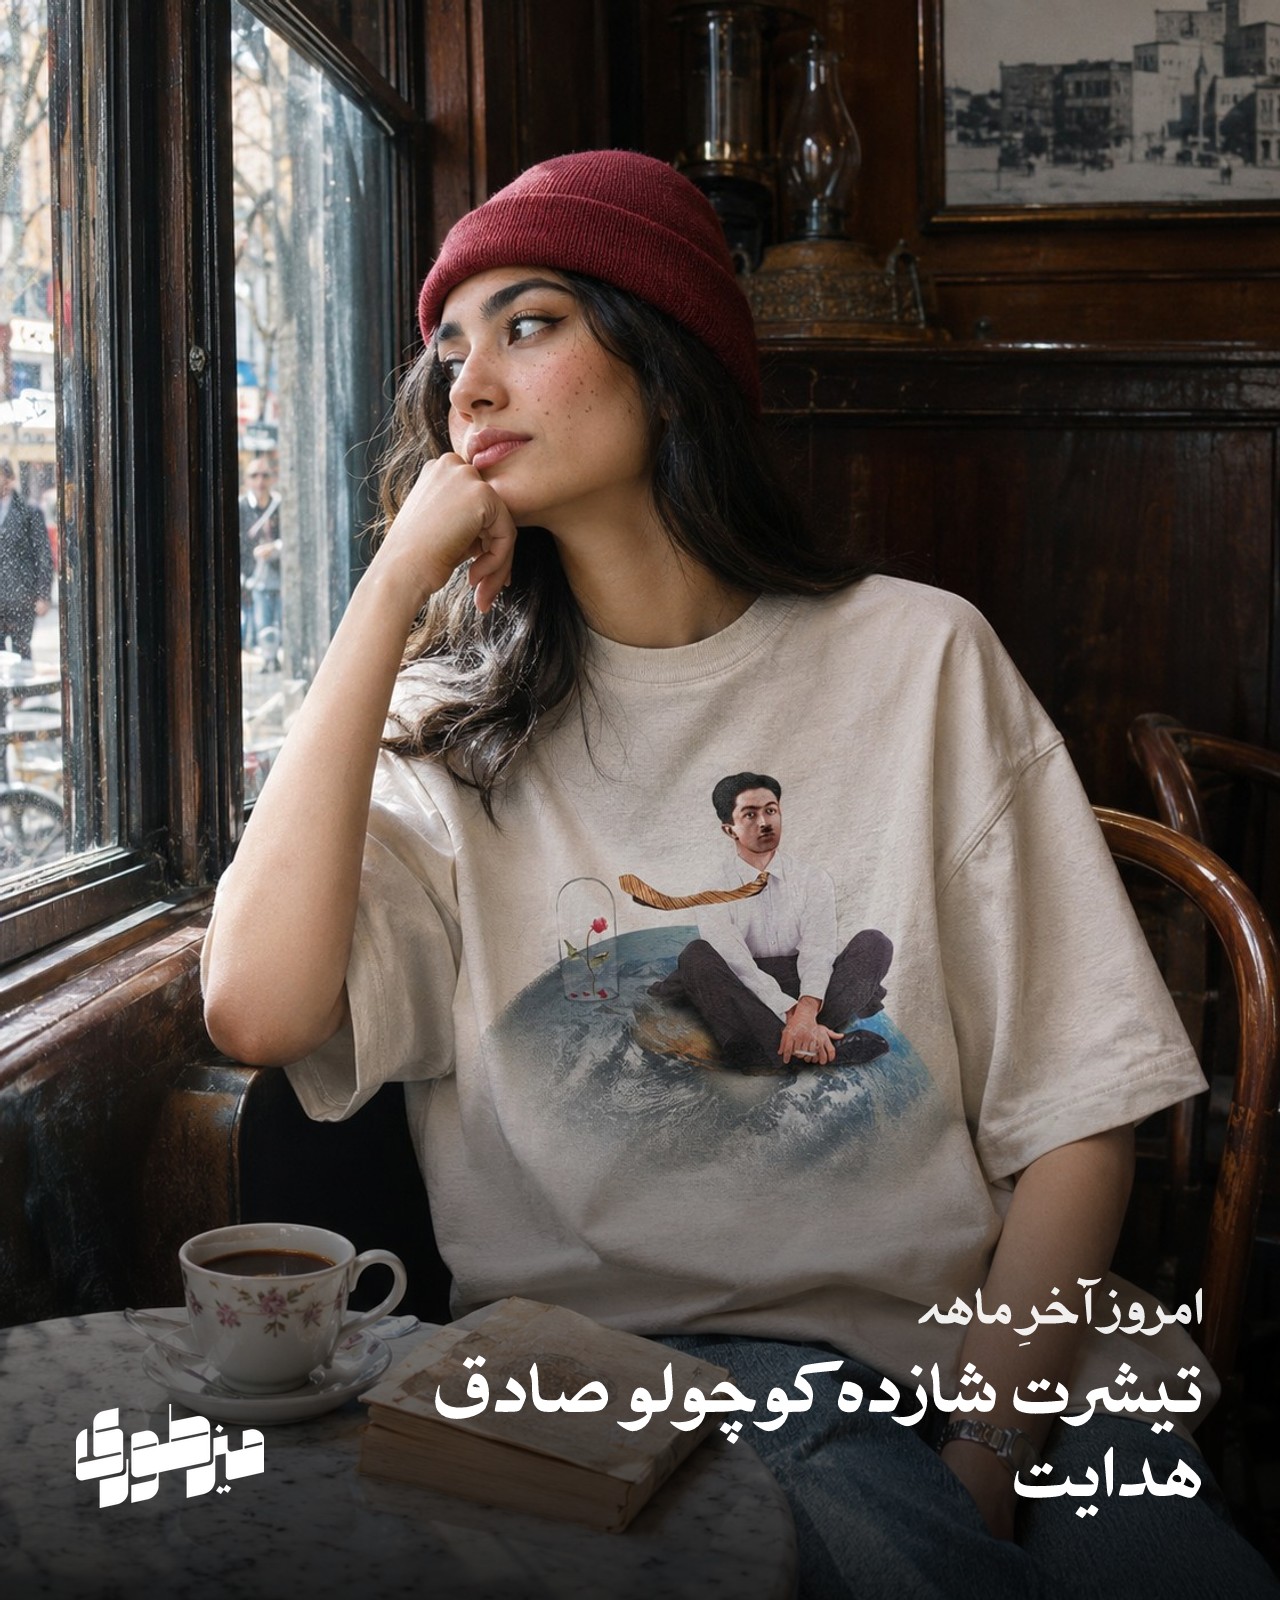 امروز آخرِ ماهه
تیشرت شازده کوچولو صادق
هدایت